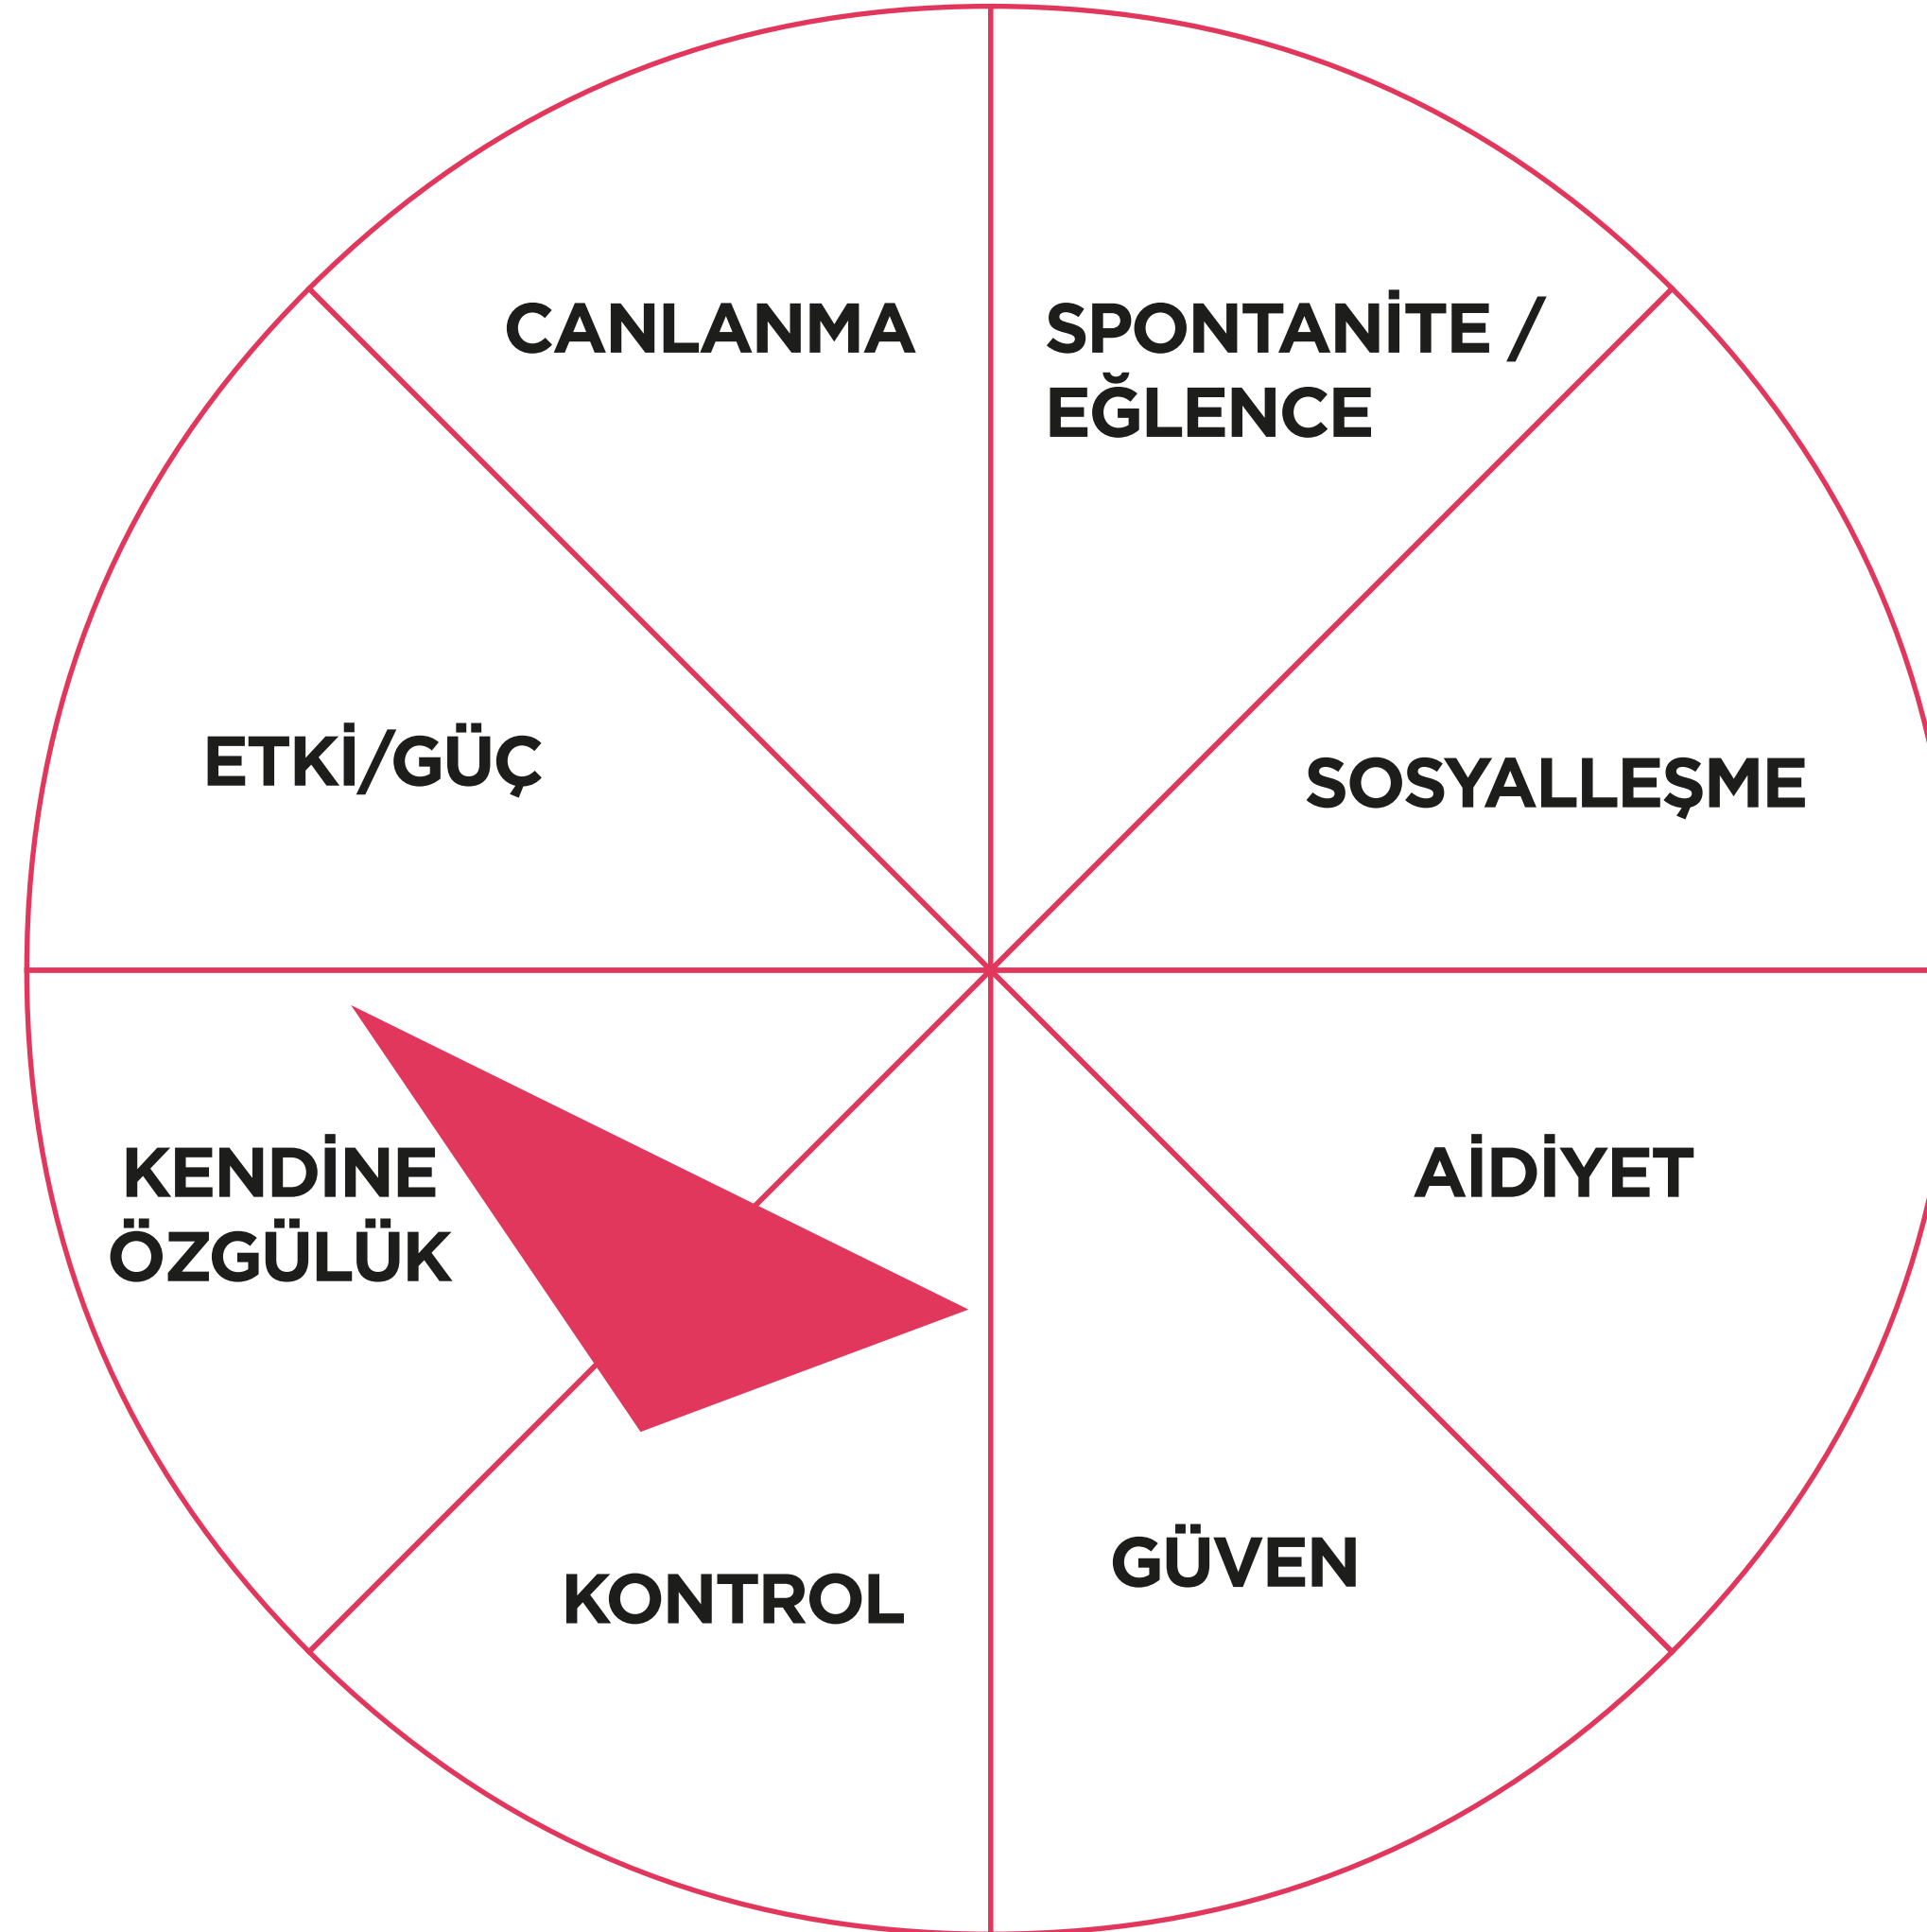 CANLANMA
SPONTANİTE /
EĞLENCE
ETKİ/GÜÇ
SOSYALLEŞME
KENDİNE
ÖZGÜLÜK
AİDİYET
KONTROL
GÜVEN